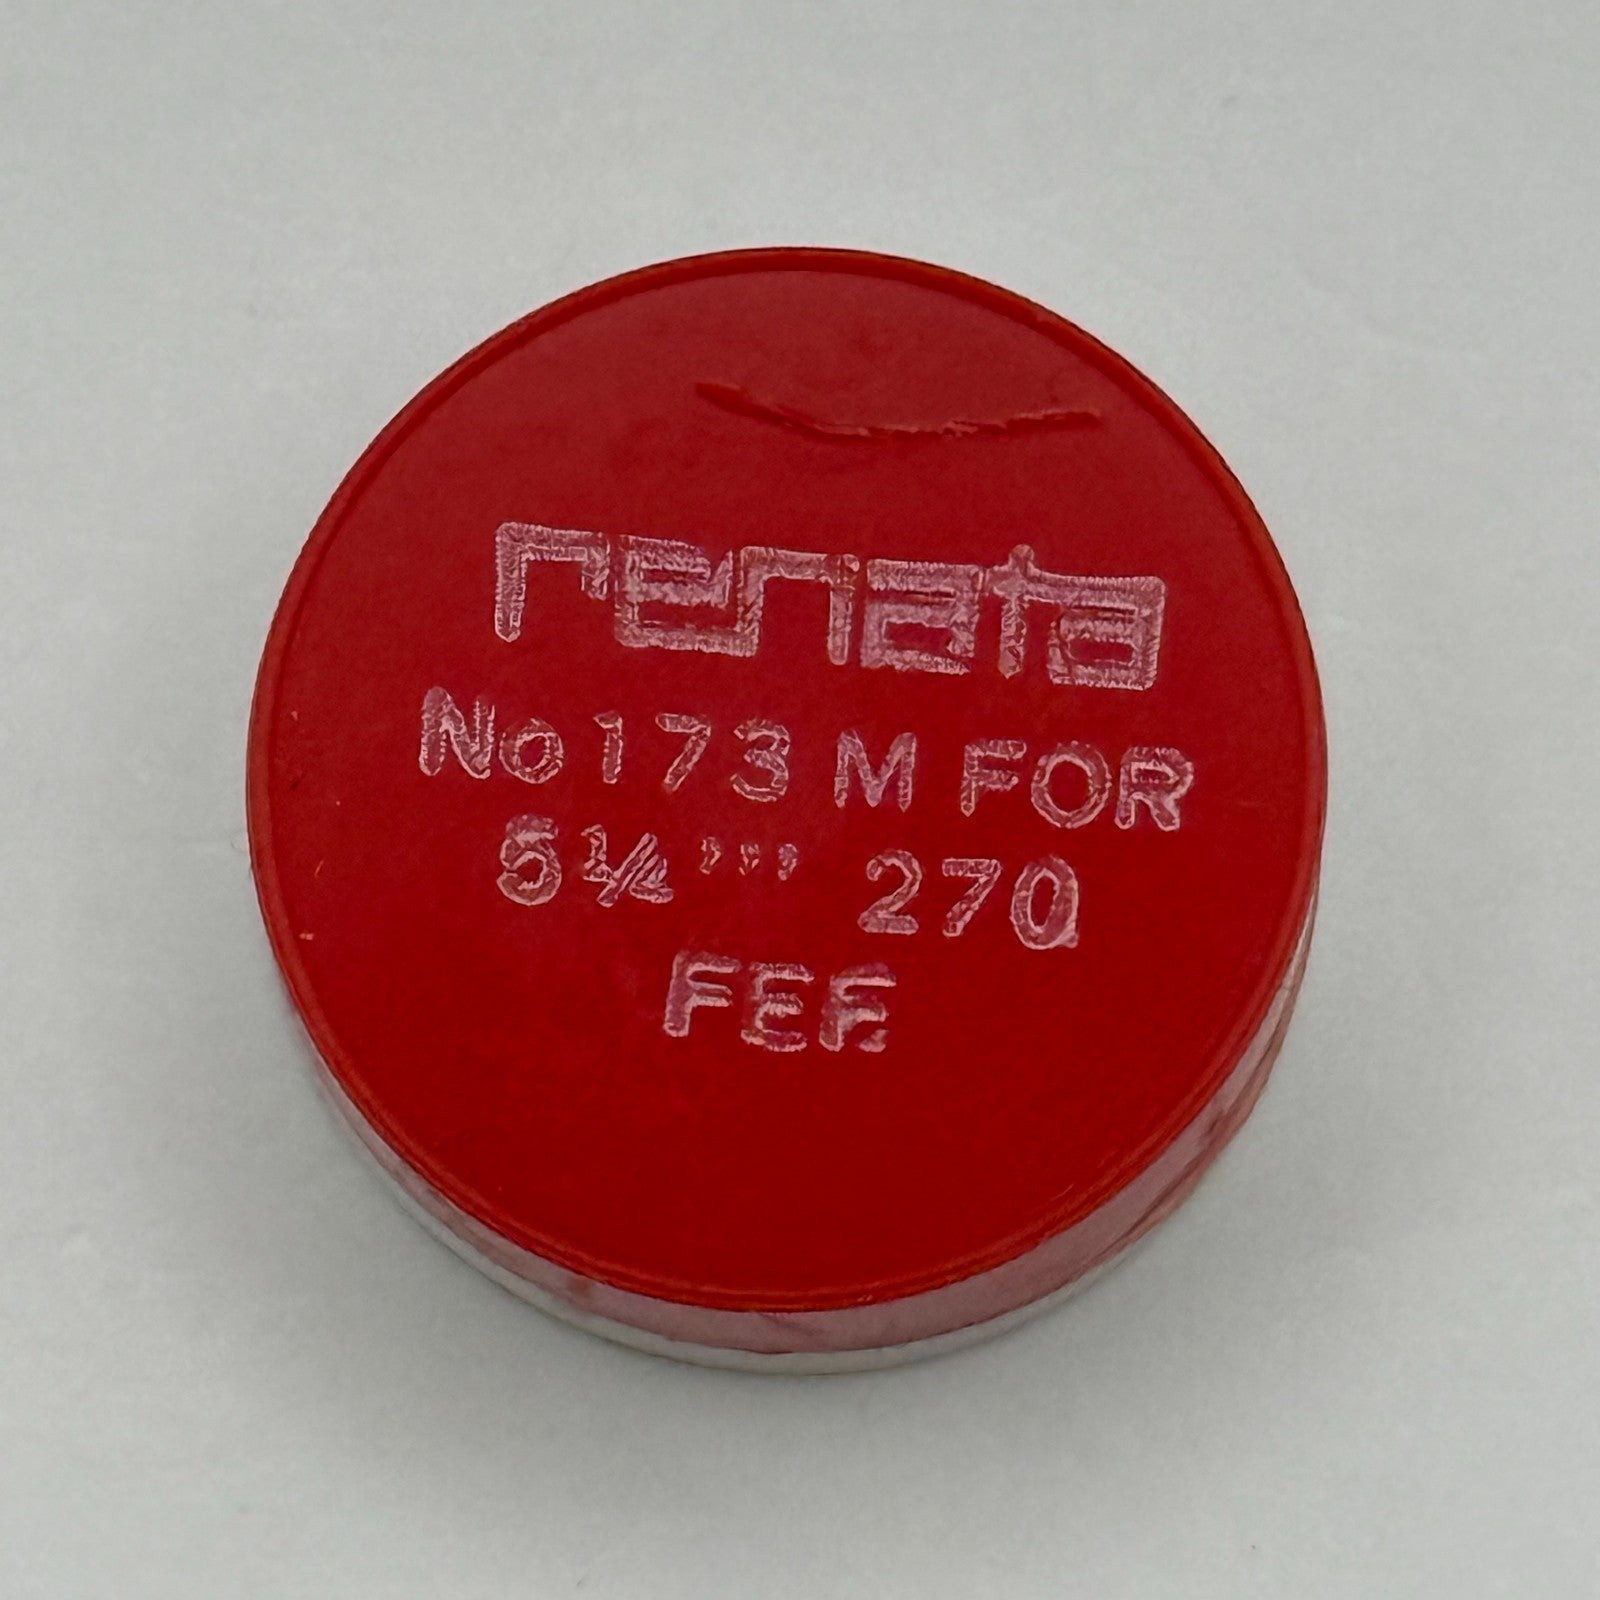 renata
No 173 M FOR
5¼''' 270
FEF.